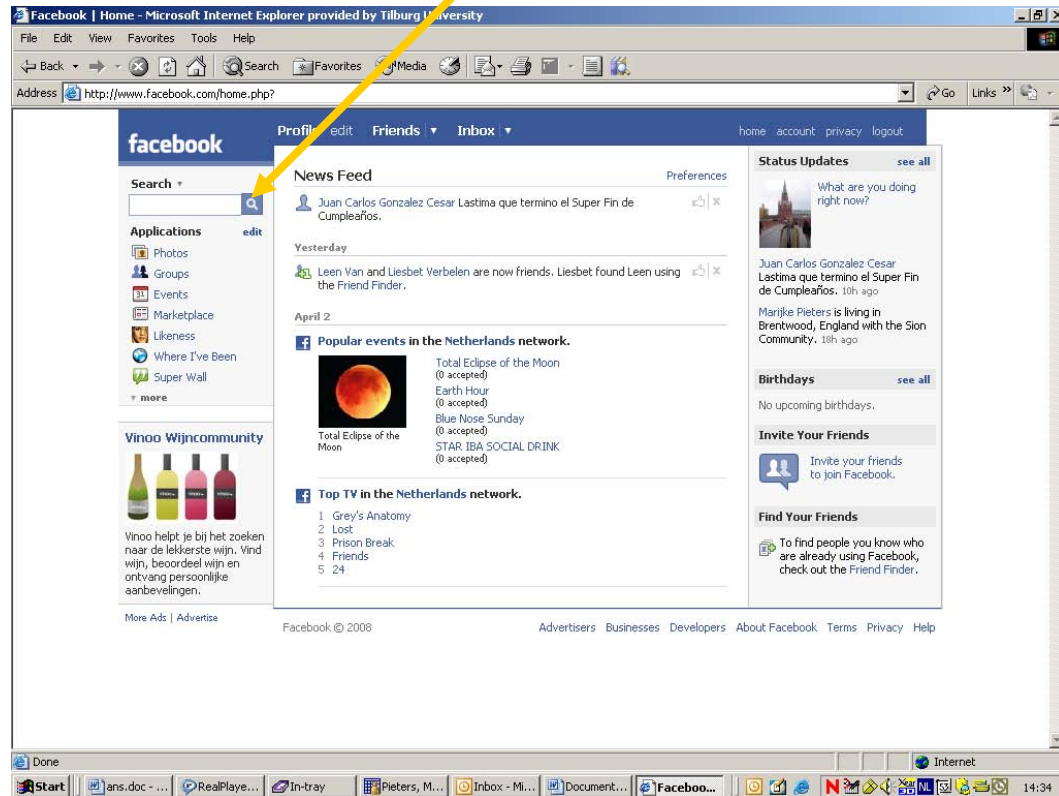 Facebook | Home - Microsoft Internet Explorer provided by Tilburg University
File Edit View Favorites Tools Help
Back Search Favorites Media
Address http://www.facebook.com/home.php? Go Links »
facebook
Profile edit Friends Inbox home account privacy logout
Search
Applications edit
Photos
Groups
31 Events
Marketplace
Likeness
Where I've Been
Super Wall
more
Vinoo Wijncommunity
Vinoo helpt je bij het zoeken
naar de lekkerste wijn. Vind
wijn, beoordeel wijn en
ontvang persoonlijke
aanbevelingen.
More Ads | Advertise
News Feed Preferences
Juan Carlos Gonzalez Cesar Lastima que termino el Super Fin de
Cumpleaños.
Yesterday
Leen Van and Liesbet Verbelen are now friends. Liesbet found Leen using
the Friend Finder.
April 2
Popular events in the Netherlands network.
Total Eclipse of the
Moon
Total Eclipse of the Moon
(0 accepted)
Earth Hour
(0 accepted)
Blue Nose Sunday
(0 accepted)
STAR IBA SOCIAL DRINK
(0 accepted)
Top TV in the Netherlands network.
1 Grey's Anatomy
2 Lost
3 Prison Break
4 Friends
5 24
Status Updates see all
What are you doing
right now?
Juan Carlos Gonzalez Cesar
Lastima que termino el Super Fin
de Cumpleaños. 10h ago
Marijke Pieters is living in
Brentwood, England with the Sion
Community. 18h ago
Birthdays see all
No upcoming birthdays.
Invite Your Friends
Invite your friends
to join Facebook.
Find Your Friends
To find people you know who
are already using Facebook,
check out the Friend Finder.
Facebook © 2008 Advertisers Businesses Developers About Facebook Terms Privacy Help
Done Internet
Start ans.doc - ... RealPlaye... In-tray Pieters, M... Inbox - Mi... Document... Faceboo... NL 14:34